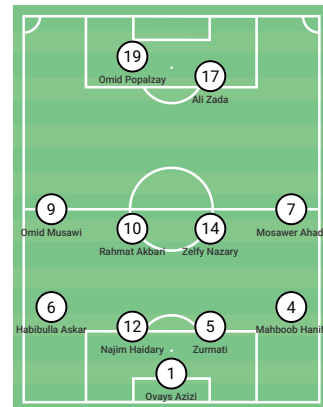 19
Omid Popalzay
17
Ali Zada
9
Omid Musawi
7
Mosawer Ahad
10
Rahmat Akbari
14
Zelfy Nazary
6
Habibulla Askar
4
Mahboob Hanif
12
Najim Haidary
5
Zurmati
1
Ovays Azizi